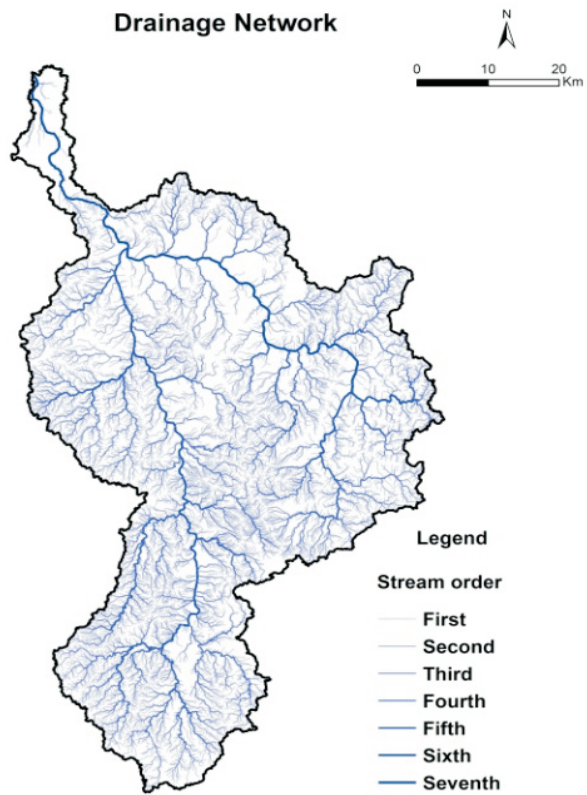 Drainage Network
N
0 10 20
Km
Legend
Stream order
First
Second
Third
Fourth
Fifth
Sixth
Seventh